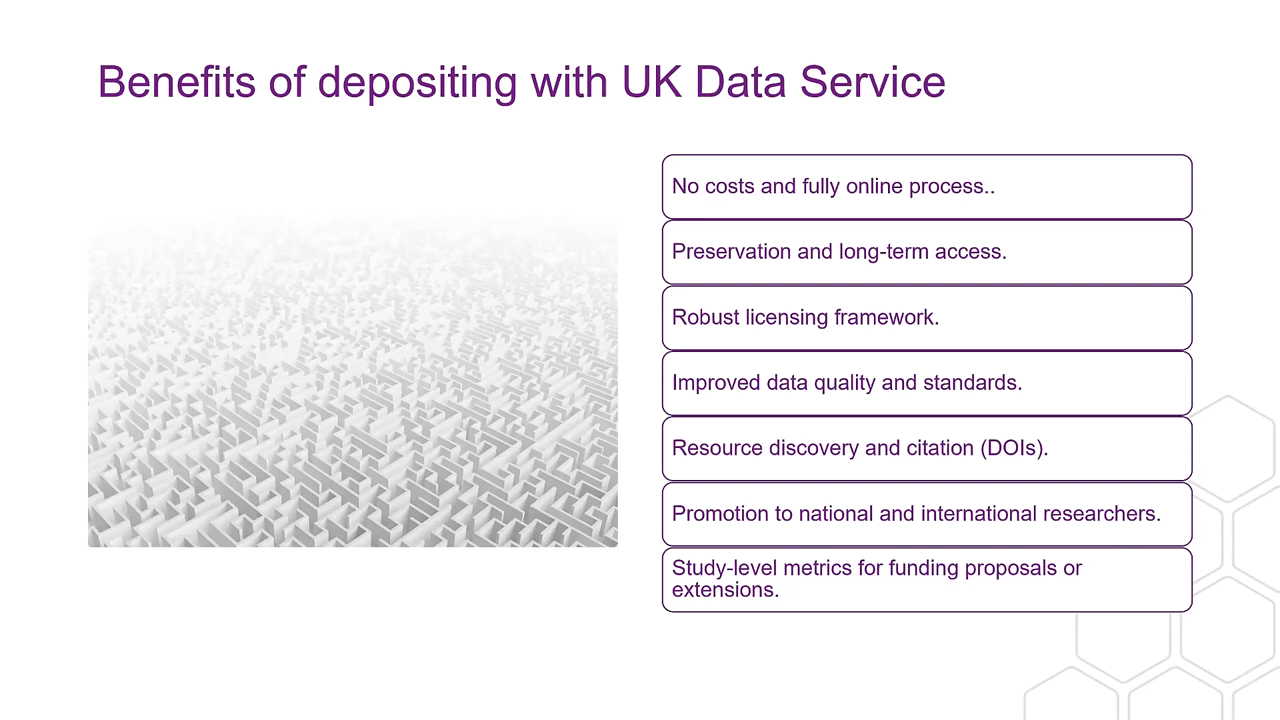 Benefits of depositing with UK Data Service
No costs and fully online process..
Preservation and long-term access.
Robust licensing framework.
Improved data quality and standards.
Resource discovery and citation (DOIs).
Promotion to national and international researchers.
Study-level metrics for funding proposals or
extensions.